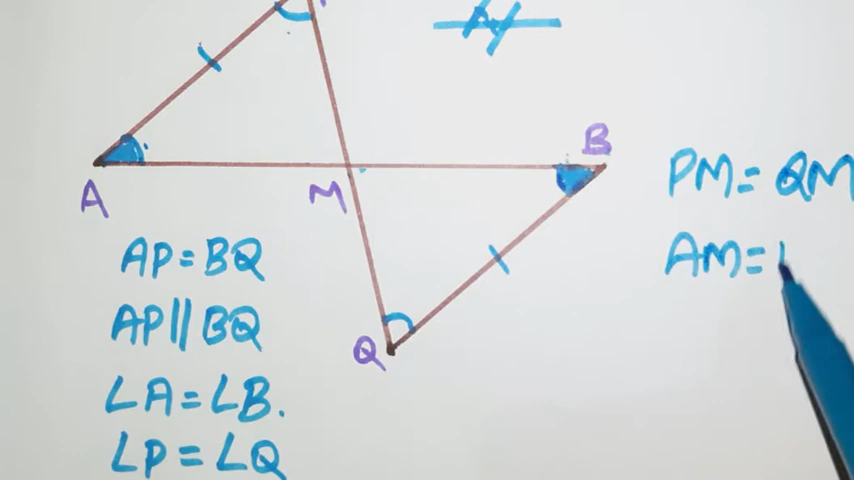 B
A
M
PM = QM
AP = BQ
AM =
AP || BQ
Q
∠A = ∠B.
∠P = ∠Q